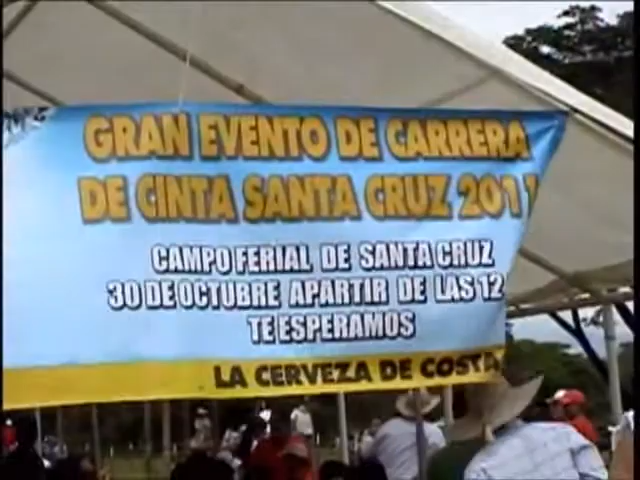 GRAN EVENTO DE CARRERA
DE CINTA SANTA CRUZ 2011
CAMPO FERIAL DE SANTA CRUZ
30 DE OCTUBRE APARTIR DE LAS 12
TE ESPERAMOS
LA CERVEZA DE COSTA